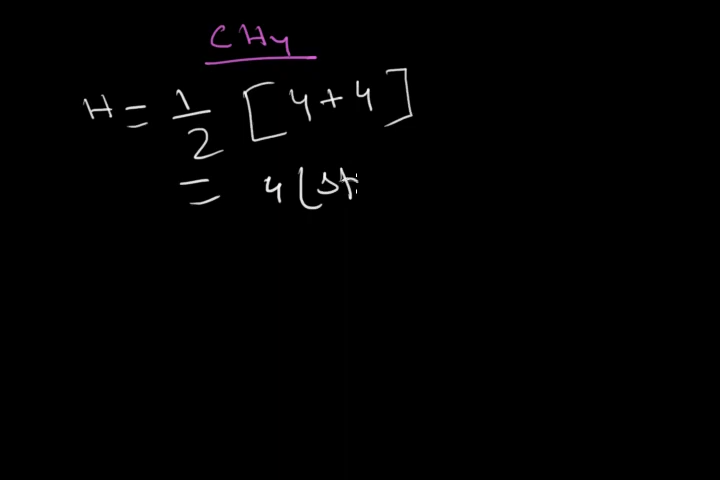 CH4
H = 1/2 [4+4]
= 4 (s